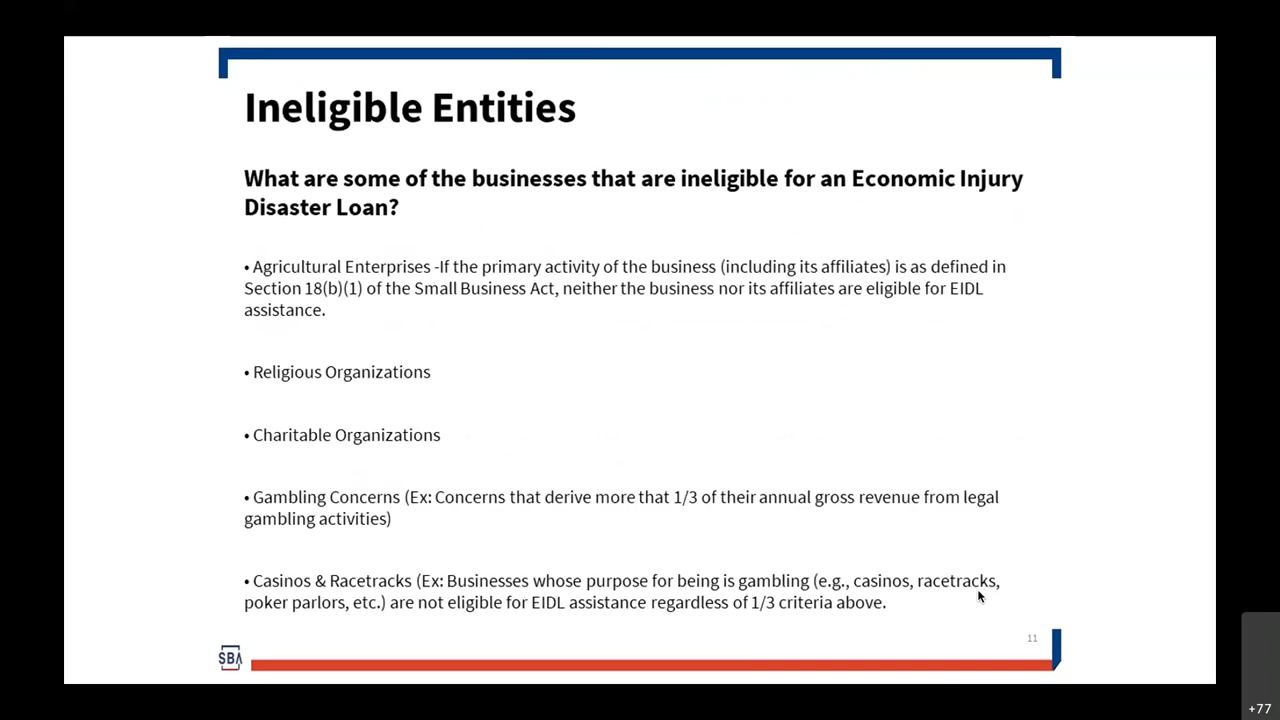 Ineligible Entities
What are some of the businesses that are ineligible for an Economic Injury
Disaster Loan?
• Agricultural Enterprises -If the primary activity of the business (including its affiliates) is as defined in
Section 18(b)(1) of the Small Business Act, neither the business nor its affiliates are eligible for EIDL
assistance.
• Religious Organizations
• Charitable Organizations
• Gambling Concerns (Ex: Concerns that derive more that 1/3 of their annual gross revenue from legal
gambling activities)
• Casinos & Racetracks (Ex: Businesses whose purpose for being is gambling (e.g., casinos, racetracks,
poker parlors, etc.) are not eligible for EIDL assistance regardless of 1/3 criteria above.
11
SBA
+77